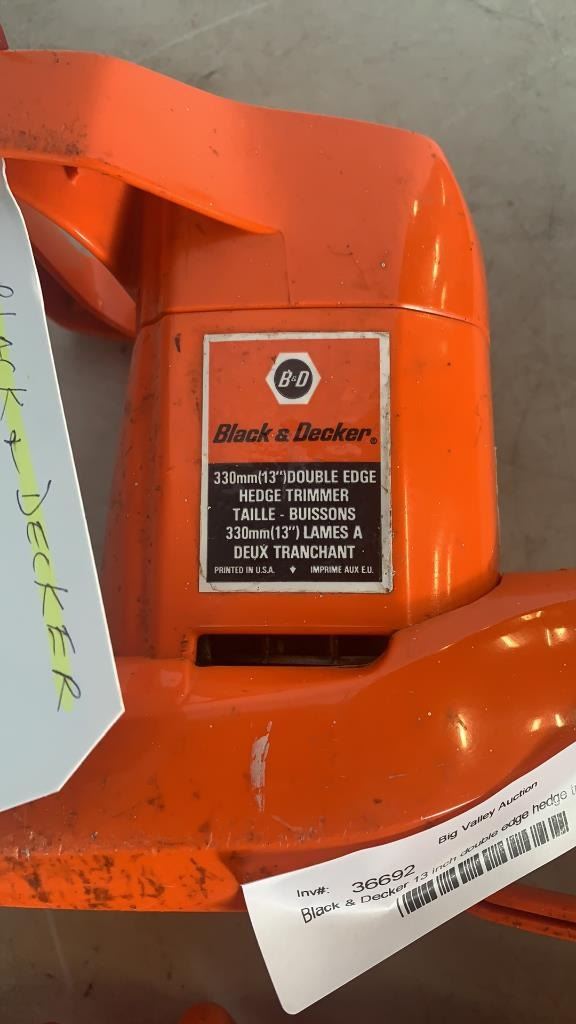 B&D
Black & Decker®
330mm(13")DOUBLE EDGE
HEDGE TRIMMER
TAILLE - BUISSONS
330mm(13") LAMES A
DEUX TRANCHANT
PRINTED IN U.S.A. IMPRIME AUX E.U.
BLACK & DECKER
Big Valley Auction
Inv#: 36692
Black & Decker 13 inch double edge hedge